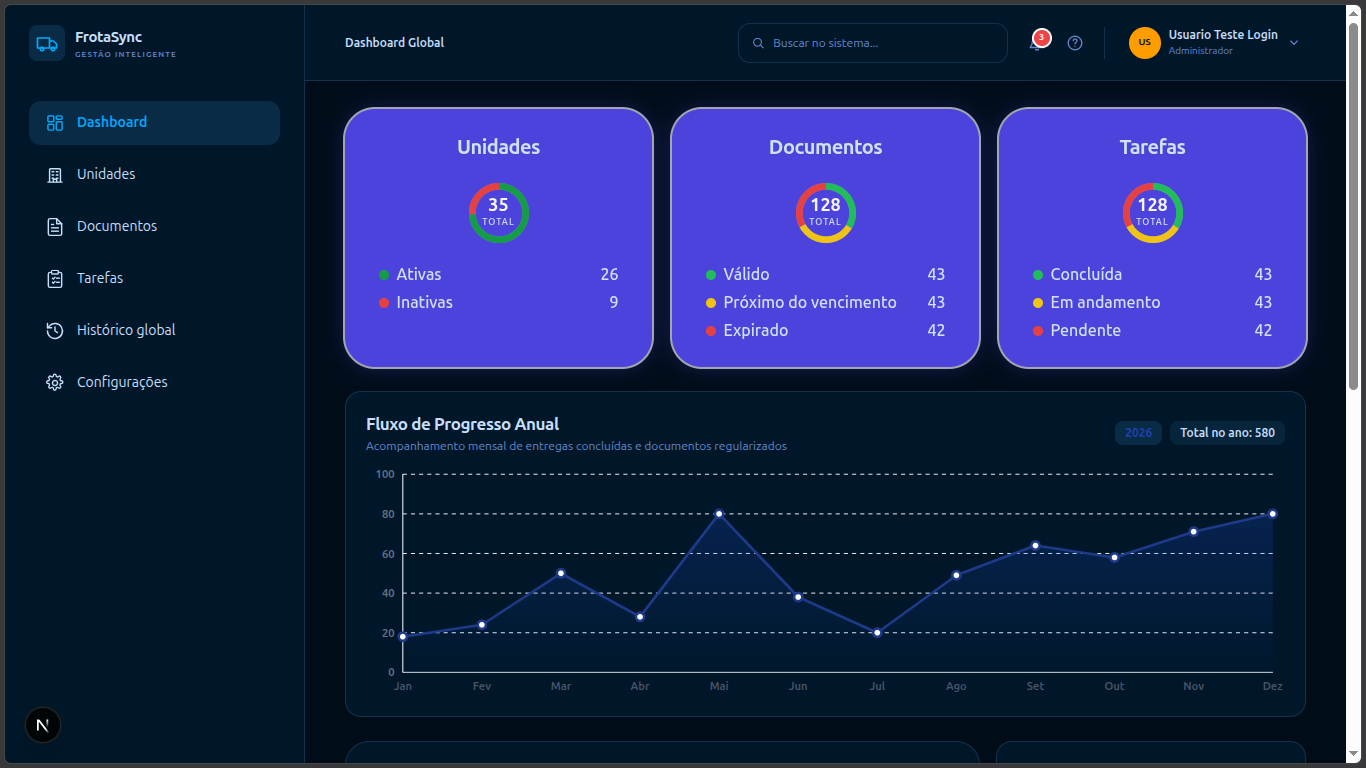 FrotaSync
GESTÃO INTELIGENTE
Dashboard
Unidades
Documentos
Tarefas
Histórico global
Configurações
N
Dashboard Global
Buscar no sistema...
3
US
Usuario Teste Login
Administrador
Unidades
35
TOTAL
Ativas 26
Inativas 9
Documentos
128
TOTAL
Válido 43
Próximo do vencimento 43
Expirado 42
Tarefas
128
TOTAL
Concluída 43
Em andamento 43
Pendente 42
Fluxo de Progresso Anual
Acompanhamento mensal de entregas concluídas e documentos regularizados
2026
Total no ano: 580
100
80
60
40
20
0
Jan Fev Mar Abr Mai Jun Jul Ago Set Out Nov Dez